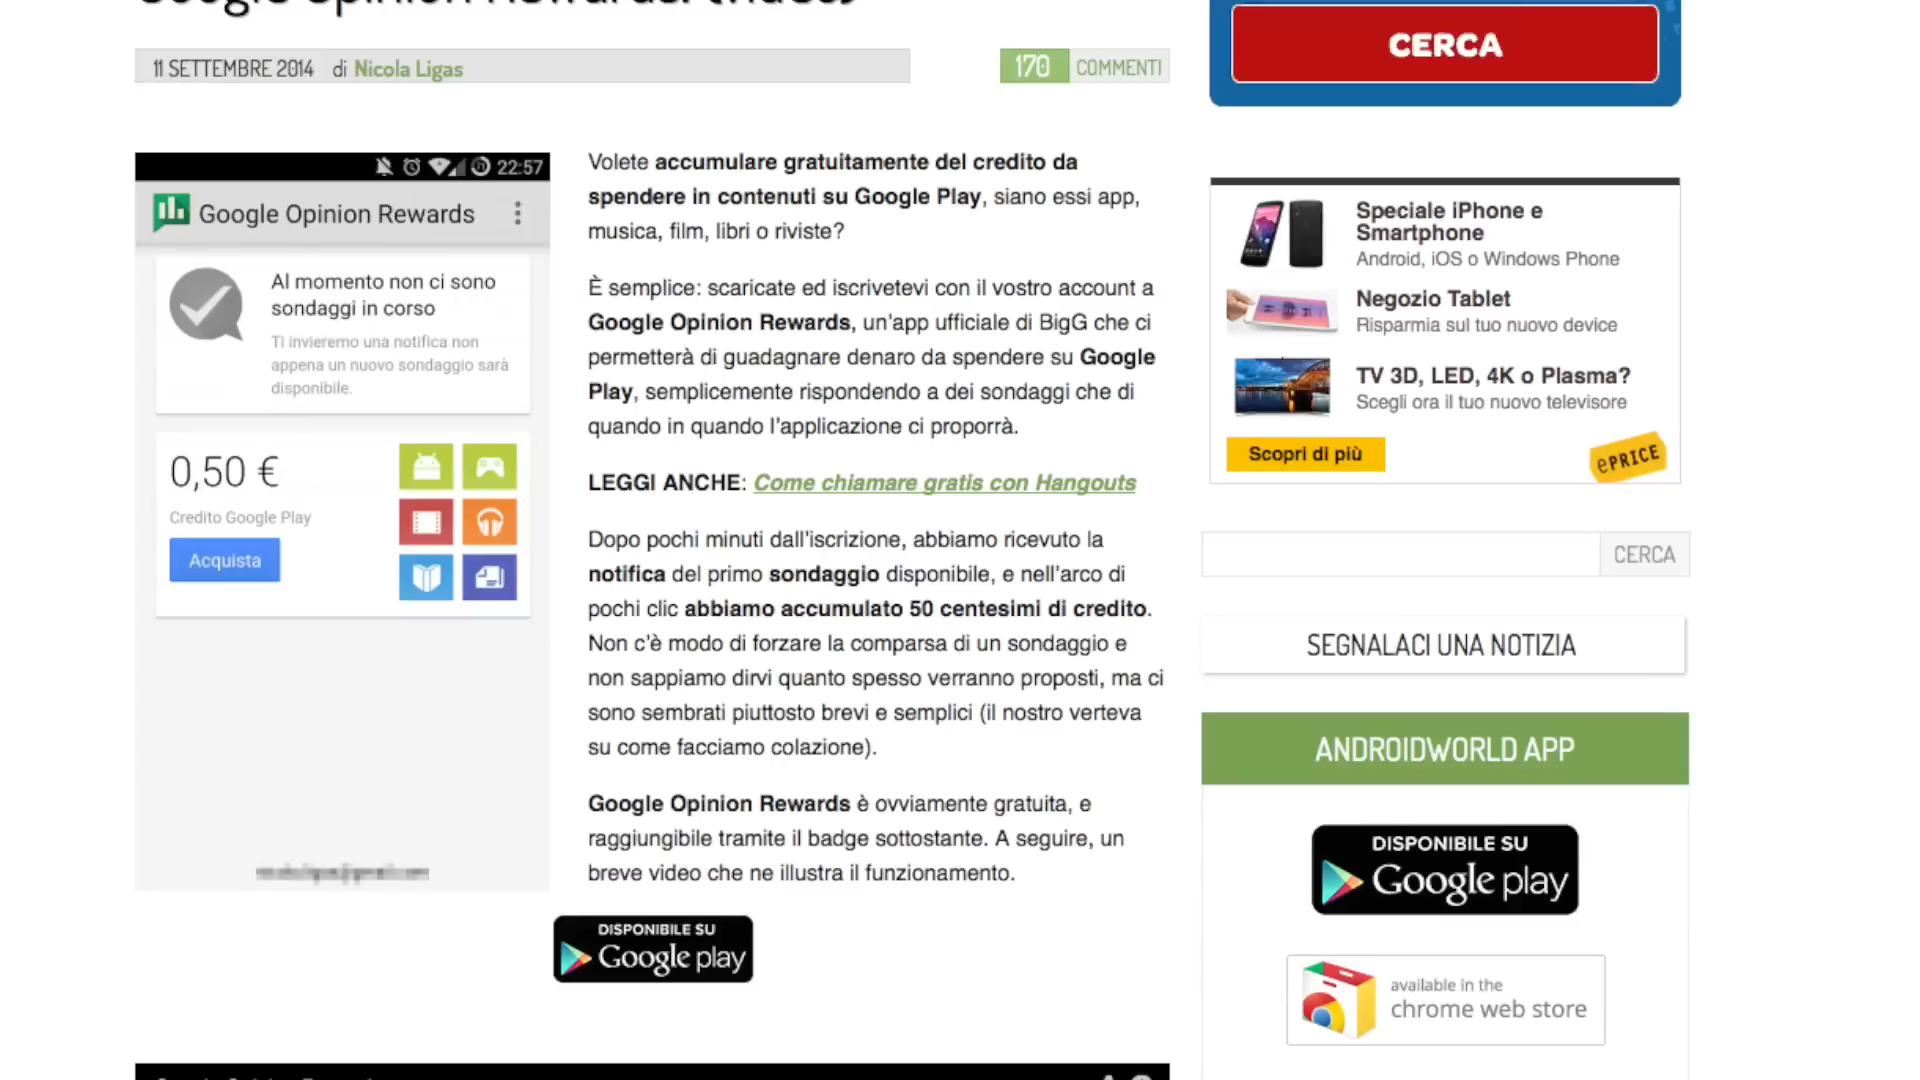 11 SETTEMBRE 2014 di Nicola Ligas
170 COMMENTI
22:57
Google Opinion Rewards
Al momento non ci sono
sondaggi in corso
Ti invieremo una notifica non
appena un nuovo sondaggio sarà
disponibile.
0,50 €
Credito Google Play
Acquista
Volete accumulare gratuitamente del credito da
spendere in contenuti su Google Play, siano essi app,
musica, film, libri o riviste?
È semplice: scaricate ed iscrivetevi con il vostro account a
Google Opinion Rewards, un'app ufficiale di BigG che ci
permetterà di guadagnare denaro da spendere su Google
Play, semplicemente rispondendo a dei sondaggi che di
quando in quando l'applicazione ci proporrà.
LEGGI ANCHE: Come chiamare gratis con Hangouts
Dopo pochi minuti dall'iscrizione, abbiamo ricevuto la
notifica del primo sondaggio disponibile, e nell'arco di
pochi clic abbiamo accumulato 50 centesimi di credito.
Non c'è modo di forzare la comparsa di un sondaggio e
non sappiamo dirvi quanto spesso verranno proposti, ma ci
sono sembrati piuttosto brevi e semplici (il nostro verteva
su come facciamo colazione).
Google Opinion Rewards è ovviamente gratuita, e
raggiungibile tramite il badge sottostante. A seguire, un
breve video che ne illustra il funzionamento.
DISPONIBILE SU
Google play
CERCA
Speciale iPhone e
Smartphone
Android, iOS o Windows Phone
Negozio Tablet
Risparmia sul tuo nuovo device
TV 3D, LED, 4K o Plasma?
Scegli ora il tuo nuovo televisore
Scopri di più
ePRICE
CERCA
SEGNALACI UNA NOTIZIA
ANDROIDWORLD APP
DISPONIBILE SU
Google play
available in the
chrome web store